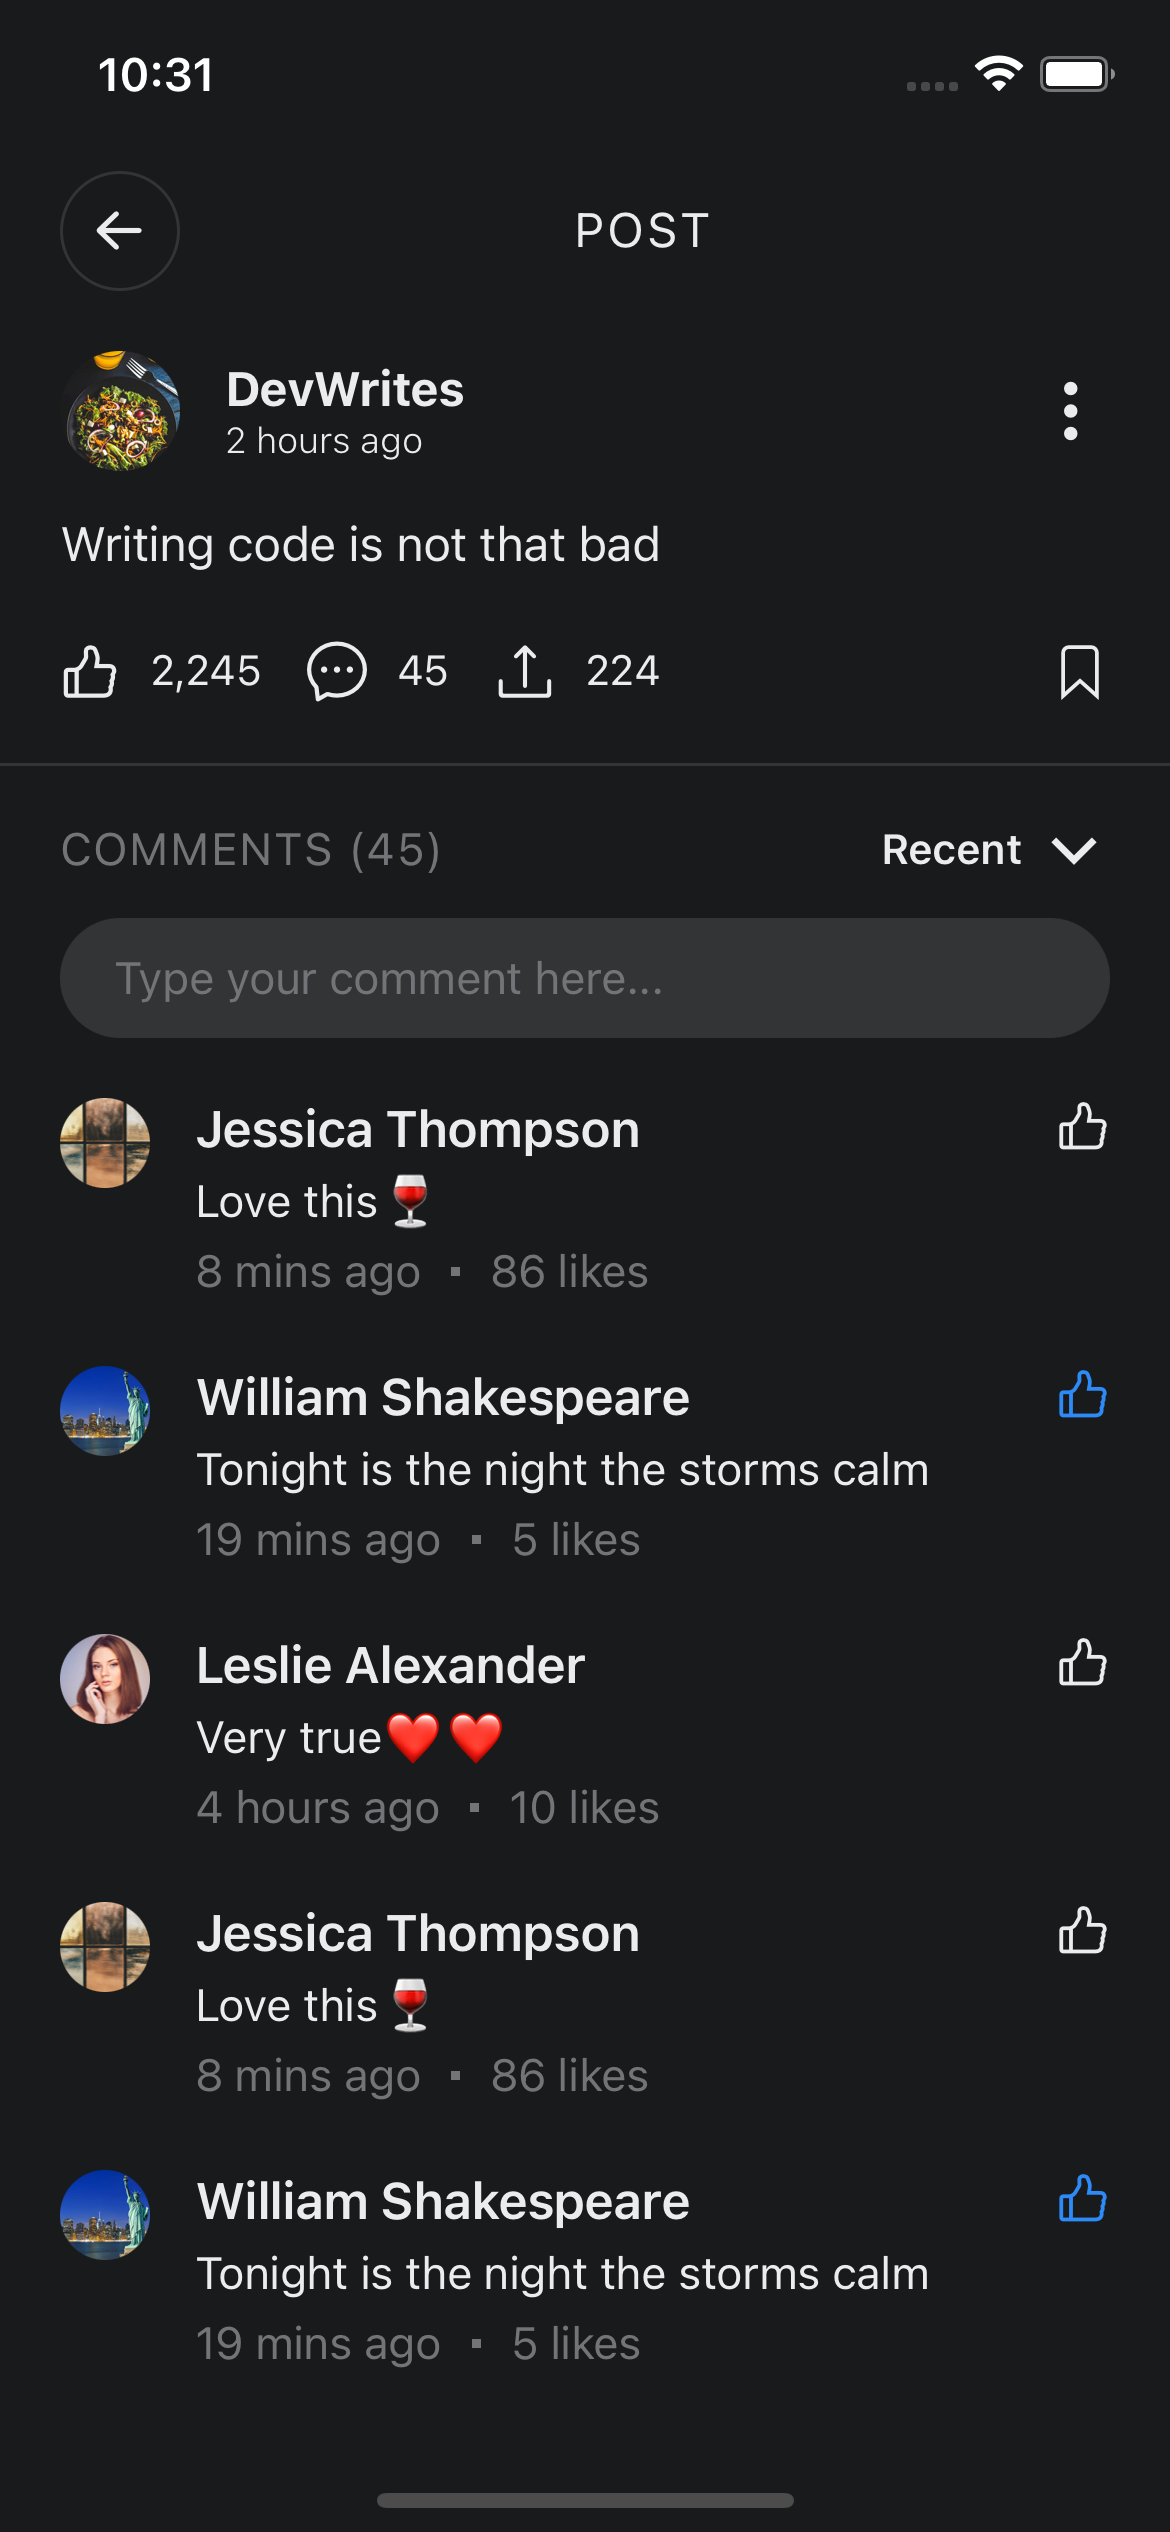 10:31
POST
DevWrites
2 hours ago
Writing code is not that bad
2,245 45 224
COMMENTS (45) Recent
Type your comment here...
Jessica Thompson
Love this🍷
8 mins ago ▪ 86 likes
William Shakespeare
Tonight is the night the storms calm
19 mins ago ▪ 5 likes
Leslie Alexander
Very true❤️❤️
4 hours ago ▪ 10 likes
Jessica Thompson
Love this🍷
8 mins ago ▪ 86 likes
William Shakespeare
Tonight is the night the storms calm
19 mins ago ▪ 5 likes